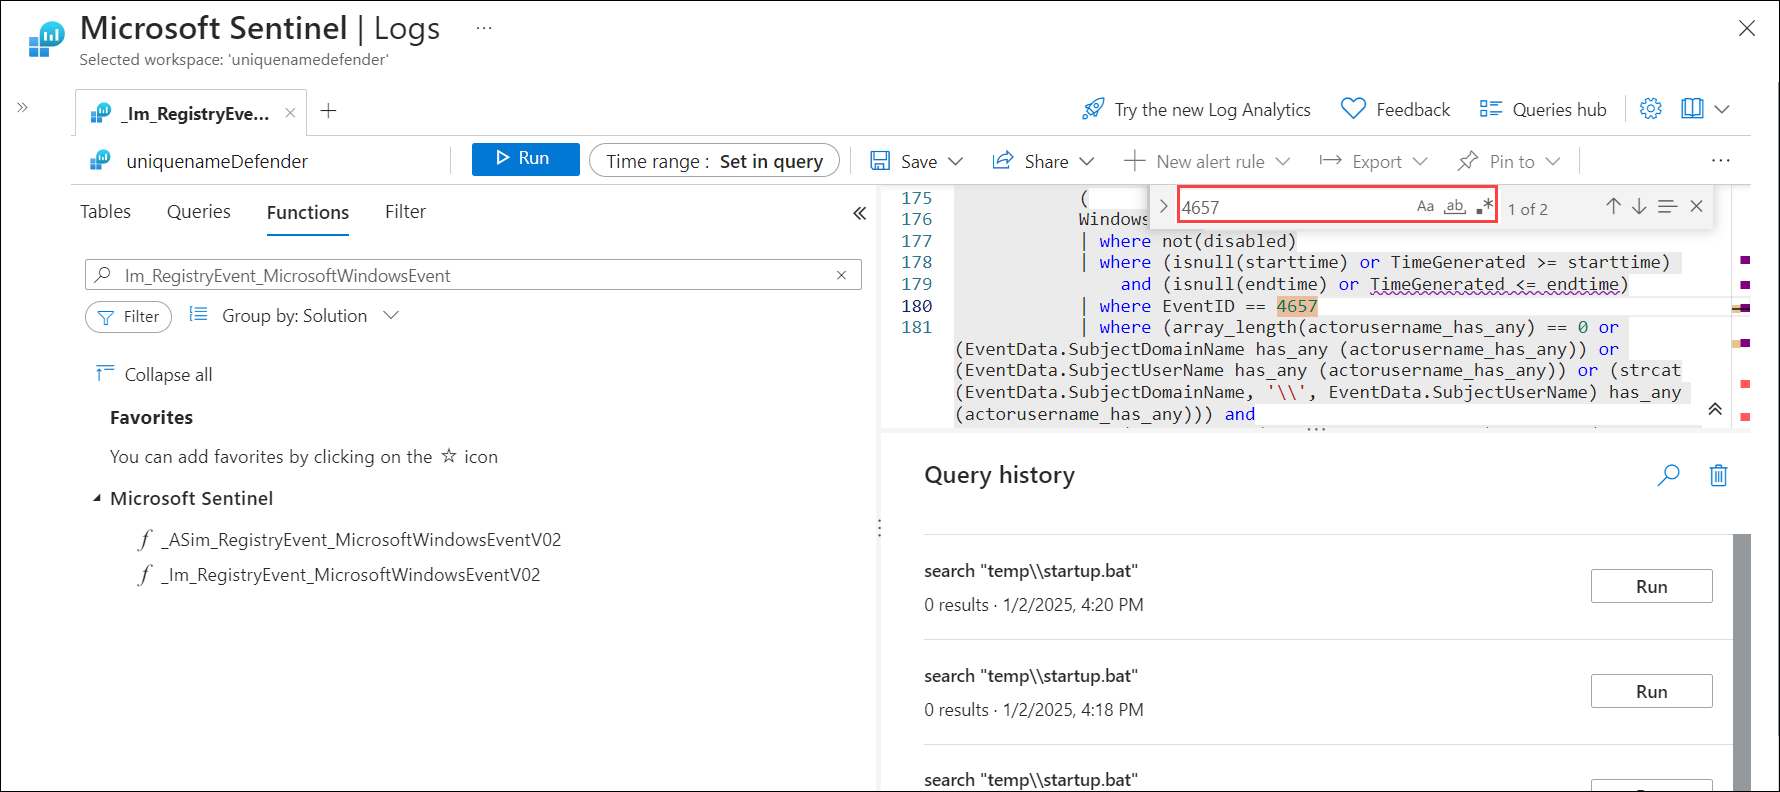 Microsoft Sentinel | Logs ...
Selected workspace: 'uniquenamedefender'
_Im_RegistryEve...
Try the new Log Analytics
Feedback
Queries hub
uniquenameDefender
Run
Time range : Set in query
Save
Share
New alert rule
Export
Pin to
...
Tables
Queries
Functions
Filter
Im_RegistryEvent_MicrosoftWindowsEvent
Filter
Group by: Solution
Collapse all
Favorites
You can add favorites by clicking on the ☆ icon
Microsoft Sentinel
f _ASim_RegistryEvent_MicrosoftWindowsEventV02
f _Im_RegistryEvent_MicrosoftWindowsEventV02
4657
Aa
ab
.*
1 of 2
175 (
176 Windows
177 | where not(disabled)
178 | where (isnull(starttime) or TimeGenerated >= starttime)
179 and (isnull(endtime) or TimeGenerated <= endtime)
180 | where EventID == 4657
181 | where (array_length(actorusername_has_any) == 0 or
(EventData.SubjectDomainName has_any (actorusername_has_any)) or
(EventData.SubjectUserName has_any (actorusername_has_any)) or (strcat
(EventData.SubjectDomainName, '\\', EventData.SubjectUserName) has_any
(actorusername_has_any))) and
Query history
search "temp\\startup.bat"
0 results · 1/2/2025, 4:20 PM
Run
search "temp\\startup.bat"
0 results · 1/2/2025, 4:18 PM
Run
search "temp\\startup.bat"